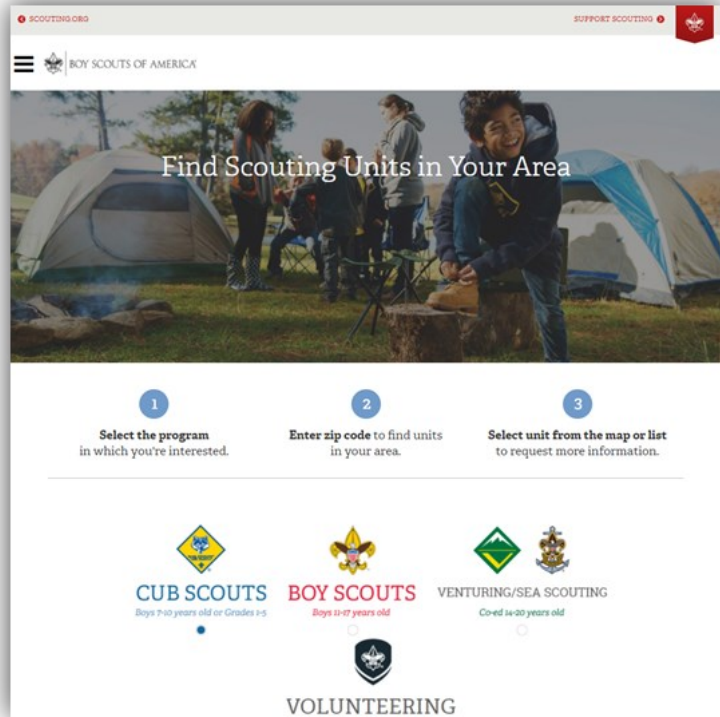 SCOUTING.ORG
SUPPORT SCOUTING
BOY SCOUTS OF AMERICA®
Find Scouting Units in Your Area
1
Select the program
in which you're interested.
2
Enter zip code to find units
in your area.
3
Select unit from the map or list
to request more information.
CUB SCOUTS
Boys 7-10 years old or Grades 1-5
BOY SCOUTS
Boys 11-17 years old
VENTURING/SEA SCOUTING
Co-ed 14-20 years old
VOLUNTEERING